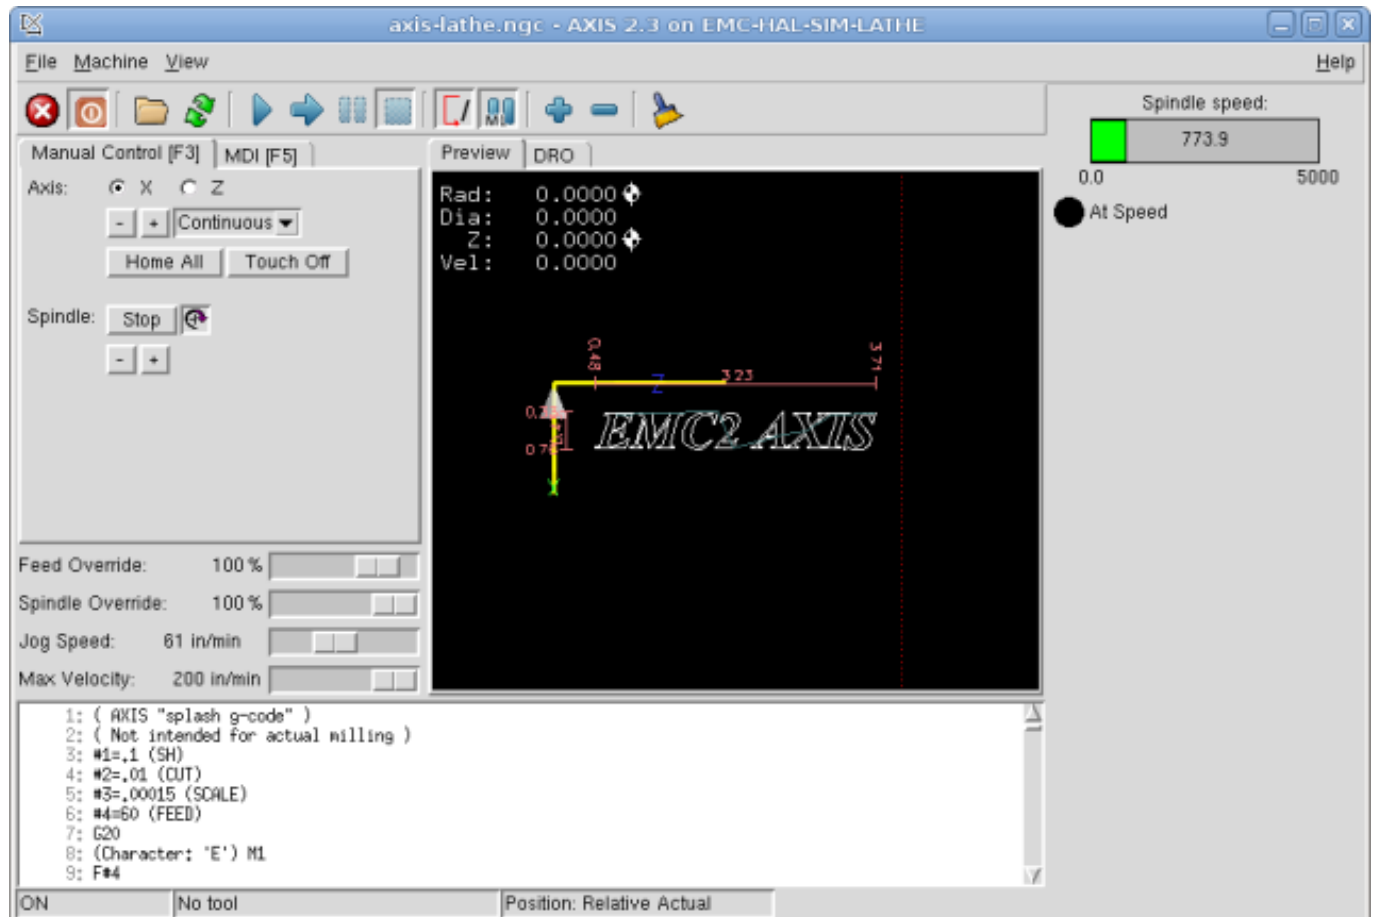 axis-lathe.ngc - AXIS 2.3 on EMC-HAL-SIM-LATHE
File Machine View Help
Manual Control [F3] MDI [F5]
Axis: X Z
- + Continuous
Home All Touch Off
Spindle: Stop
- +
Feed Override: 100 %
Spindle Override: 100 %
Jog Speed: 61 in/min
Max Velocity: 200 in/min
Preview DRO
Rad: 0.0000
Dia: 0.0000
Z: 0.0000
Vel: 0.0000
0.48
3.71
3.23
Z
EMC2 AXIS
X
Spindle speed:
773.9
0.0 5000
At Speed
1: ( AXIS "splash g-code" )
2: ( Not intended for actual milling )
3: #1=.1 (SH)
4: #2=.01 (CUT)
5: #3=.00015 (SCALE)
6: #4=60 (FEED)
7: G20
8: (Character: 'E') M1
9: F#4
ON No tool Position: Relative Actual